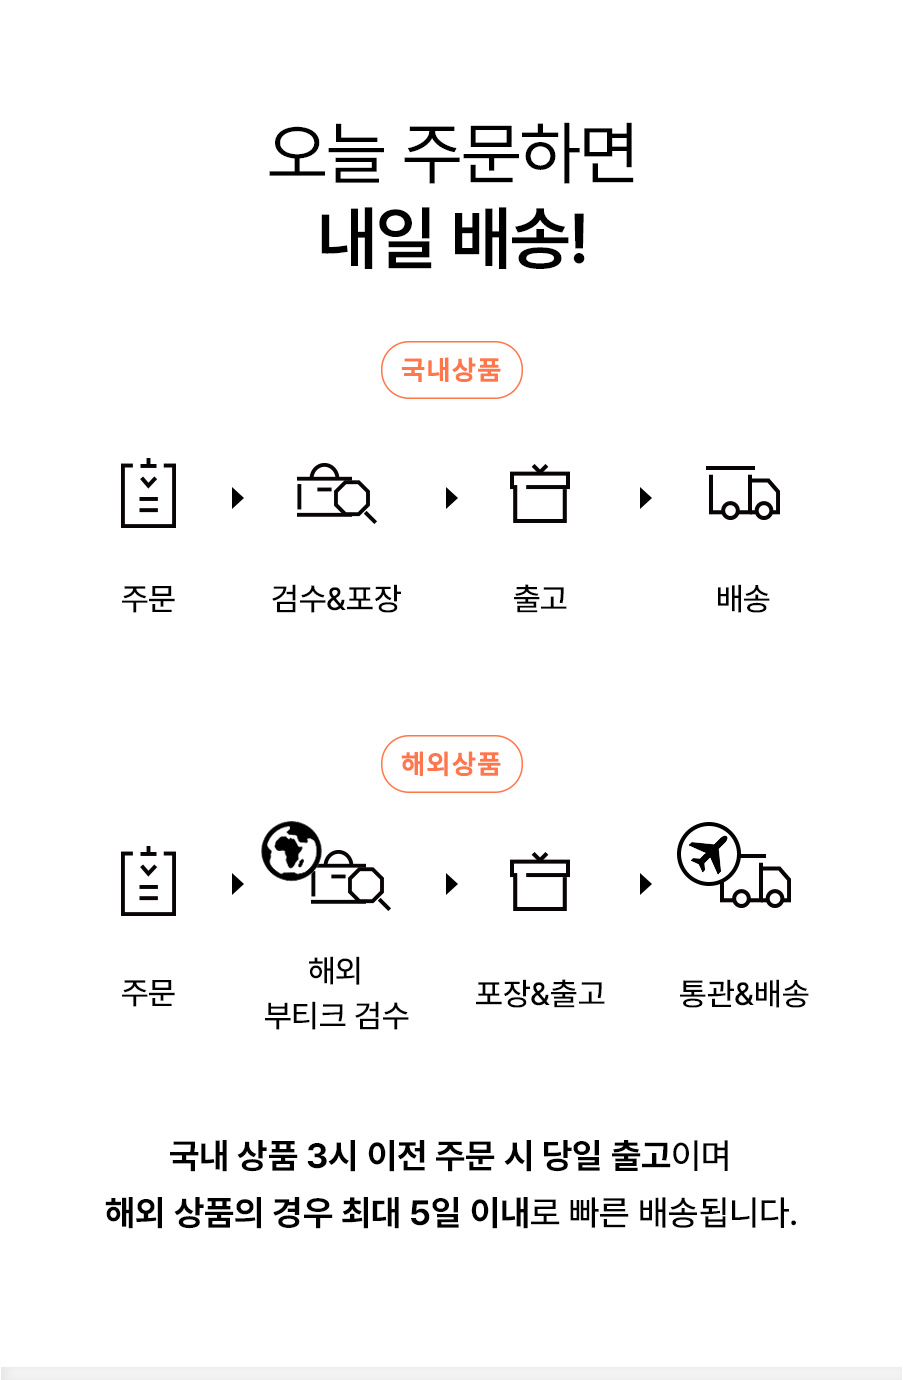 오늘 주문하면
내일 배송!
국내상품
주문
검수&포장
출고
배송
해외상품
주문
해외
부티크 검수
포장&출고
통관&배송
국내 상품 3시 이전 주문 시 당일 출고이며
해외 상품의 경우 최대 5일 이내로 빠른 배송됩니다.